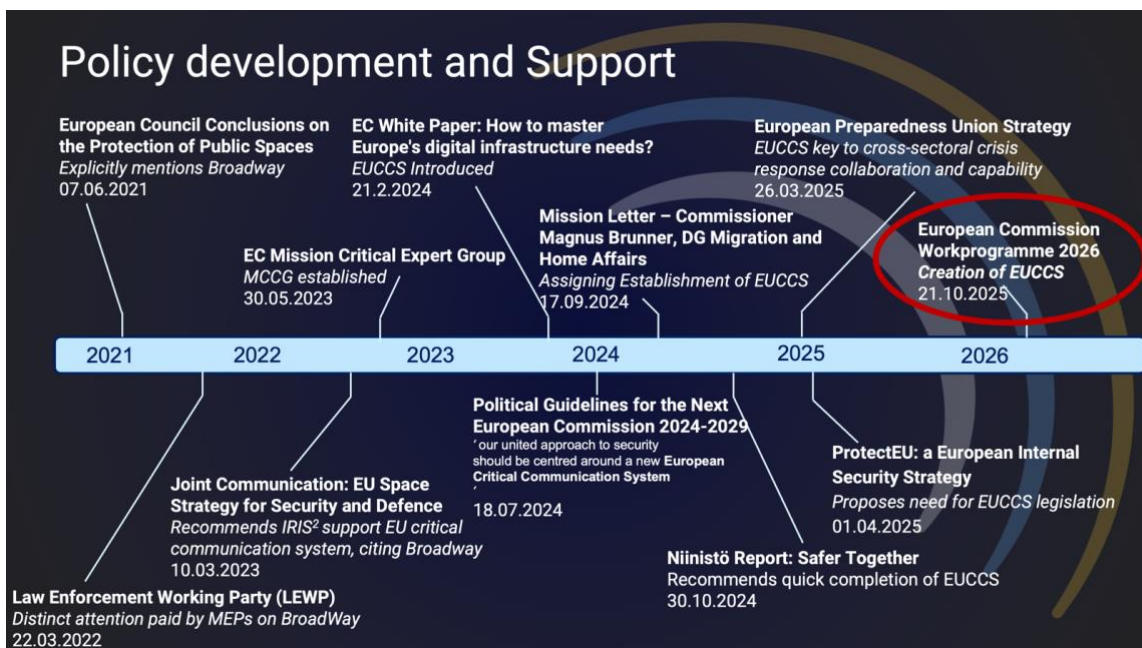 Policy development and Support
European Council Conclusions on
the Protection of Public Spaces
Explicitly mentions Broadway
07.06.2021
EC White Paper: How to master
Europe's digital infrastructure needs?
EUCCS Introduced
21.2.2024
European Preparedness Union Strategy
EUCCS key to cross-sectoral crisis
response collaboration and capability
26.03.2025
EC Mission Critical Expert Group
MCCG established
30.05.2023
Mission Letter – Commissioner
Magnus Brunner, DG Migration and
Home Affairs
Assigning Establishment of EUCCS
17.09.2024
European Commission
Workprogramme 2026
Creation of EUCCS
21.10.2025
2021 2022 2023 2024 2025 2026
Law Enforcement Working Party (LEWP)
Distinct attention paid by MEPs on BroadWay
22.03.2022
Joint Communication: EU Space
Strategy for Security and Defence
Recommends IRIS² support EU critical
communication system, citing Broadway
10.03.2023
Political Guidelines for the Next
European Commission 2024-2029
‘our united approach to security
should be centred around a new European
Critical Communication System
‘
18.07.2024
Niinistö Report: Safer Together
Recommends quick completion of EUCCS
30.10.2024
ProtectEU: a European Internal
Security Strategy
Proposes need for EUCCS legislation
01.04.2025